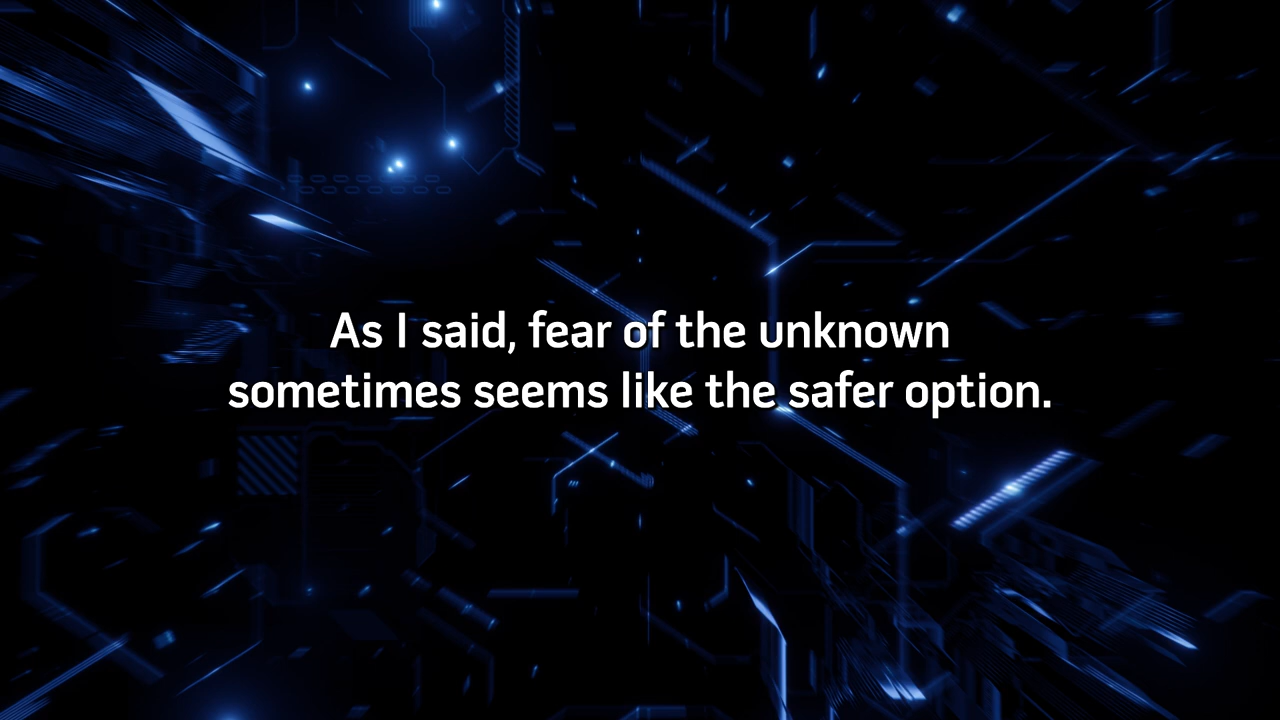 As I said, fear of the unknown
sometimes seems like the safer option.